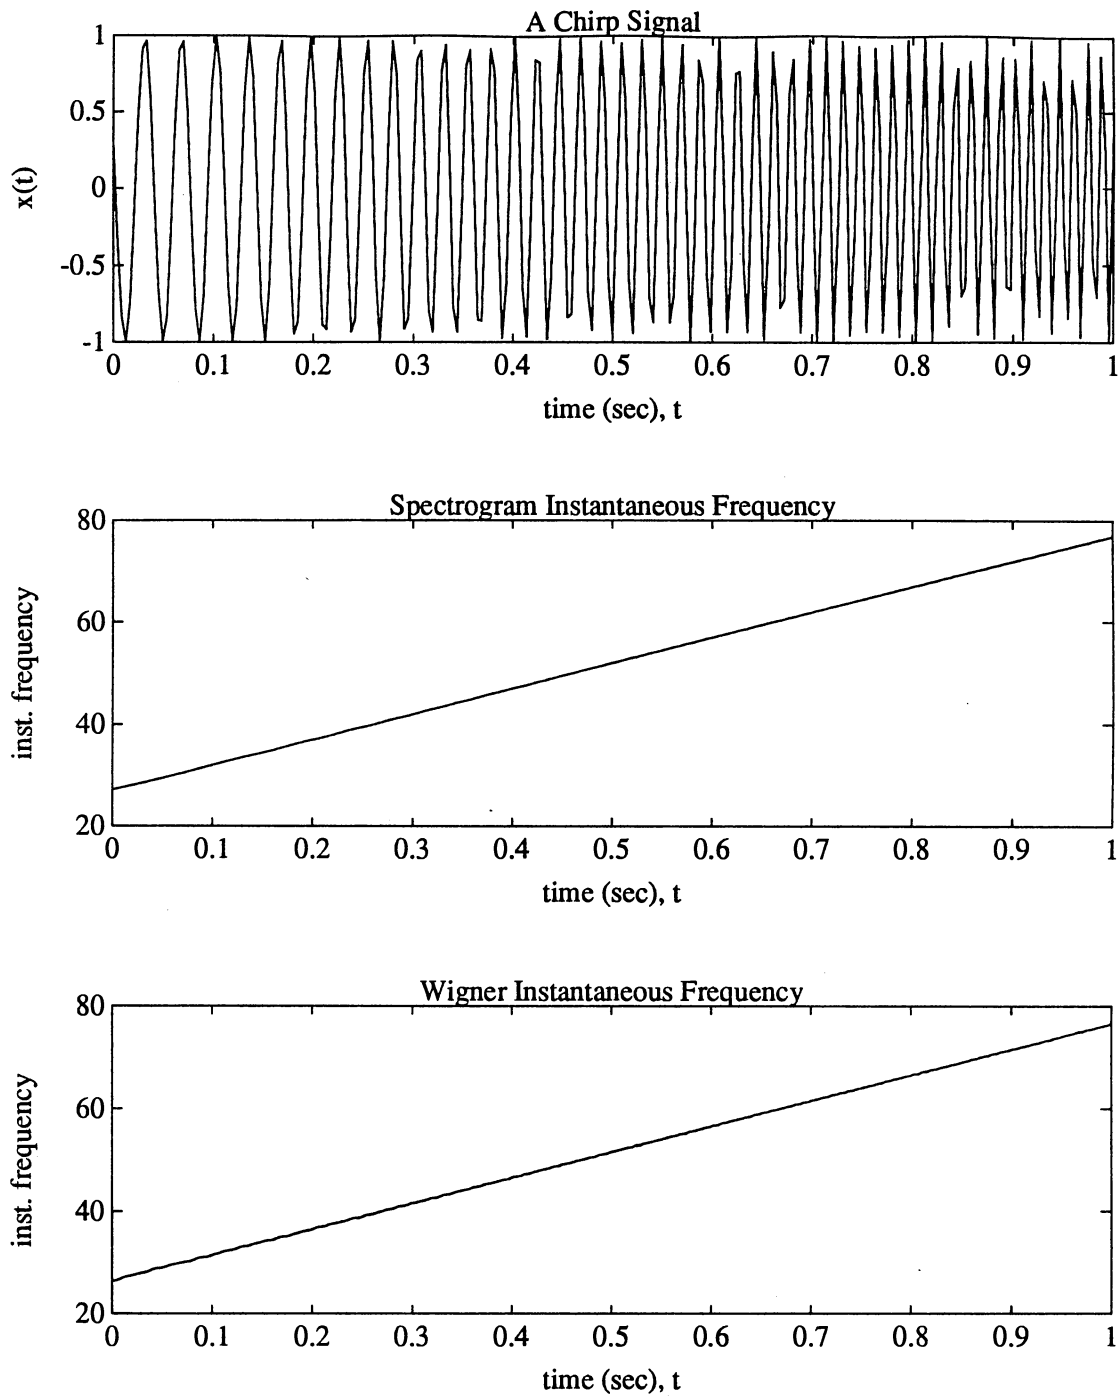 A Chirp Signal
1
0.5
0
-0.5
-1
x(t)
0 0.1 0.2 0.3 0.4 0.5 0.6 0.7 0.8 0.9 1
time (sec), t
Spectrogram Instantaneous Frequency
80
60
40
20
inst. frequency
0 0.1 0.2 0.3 0.4 0.5 0.6 0.7 0.8 0.9 1
time (sec), t
Wigner Instantaneous Frequency
80
60
40
20
inst. frequency
0 0.1 0.2 0.3 0.4 0.5 0.6 0.7 0.8 0.9 1
time (sec), t